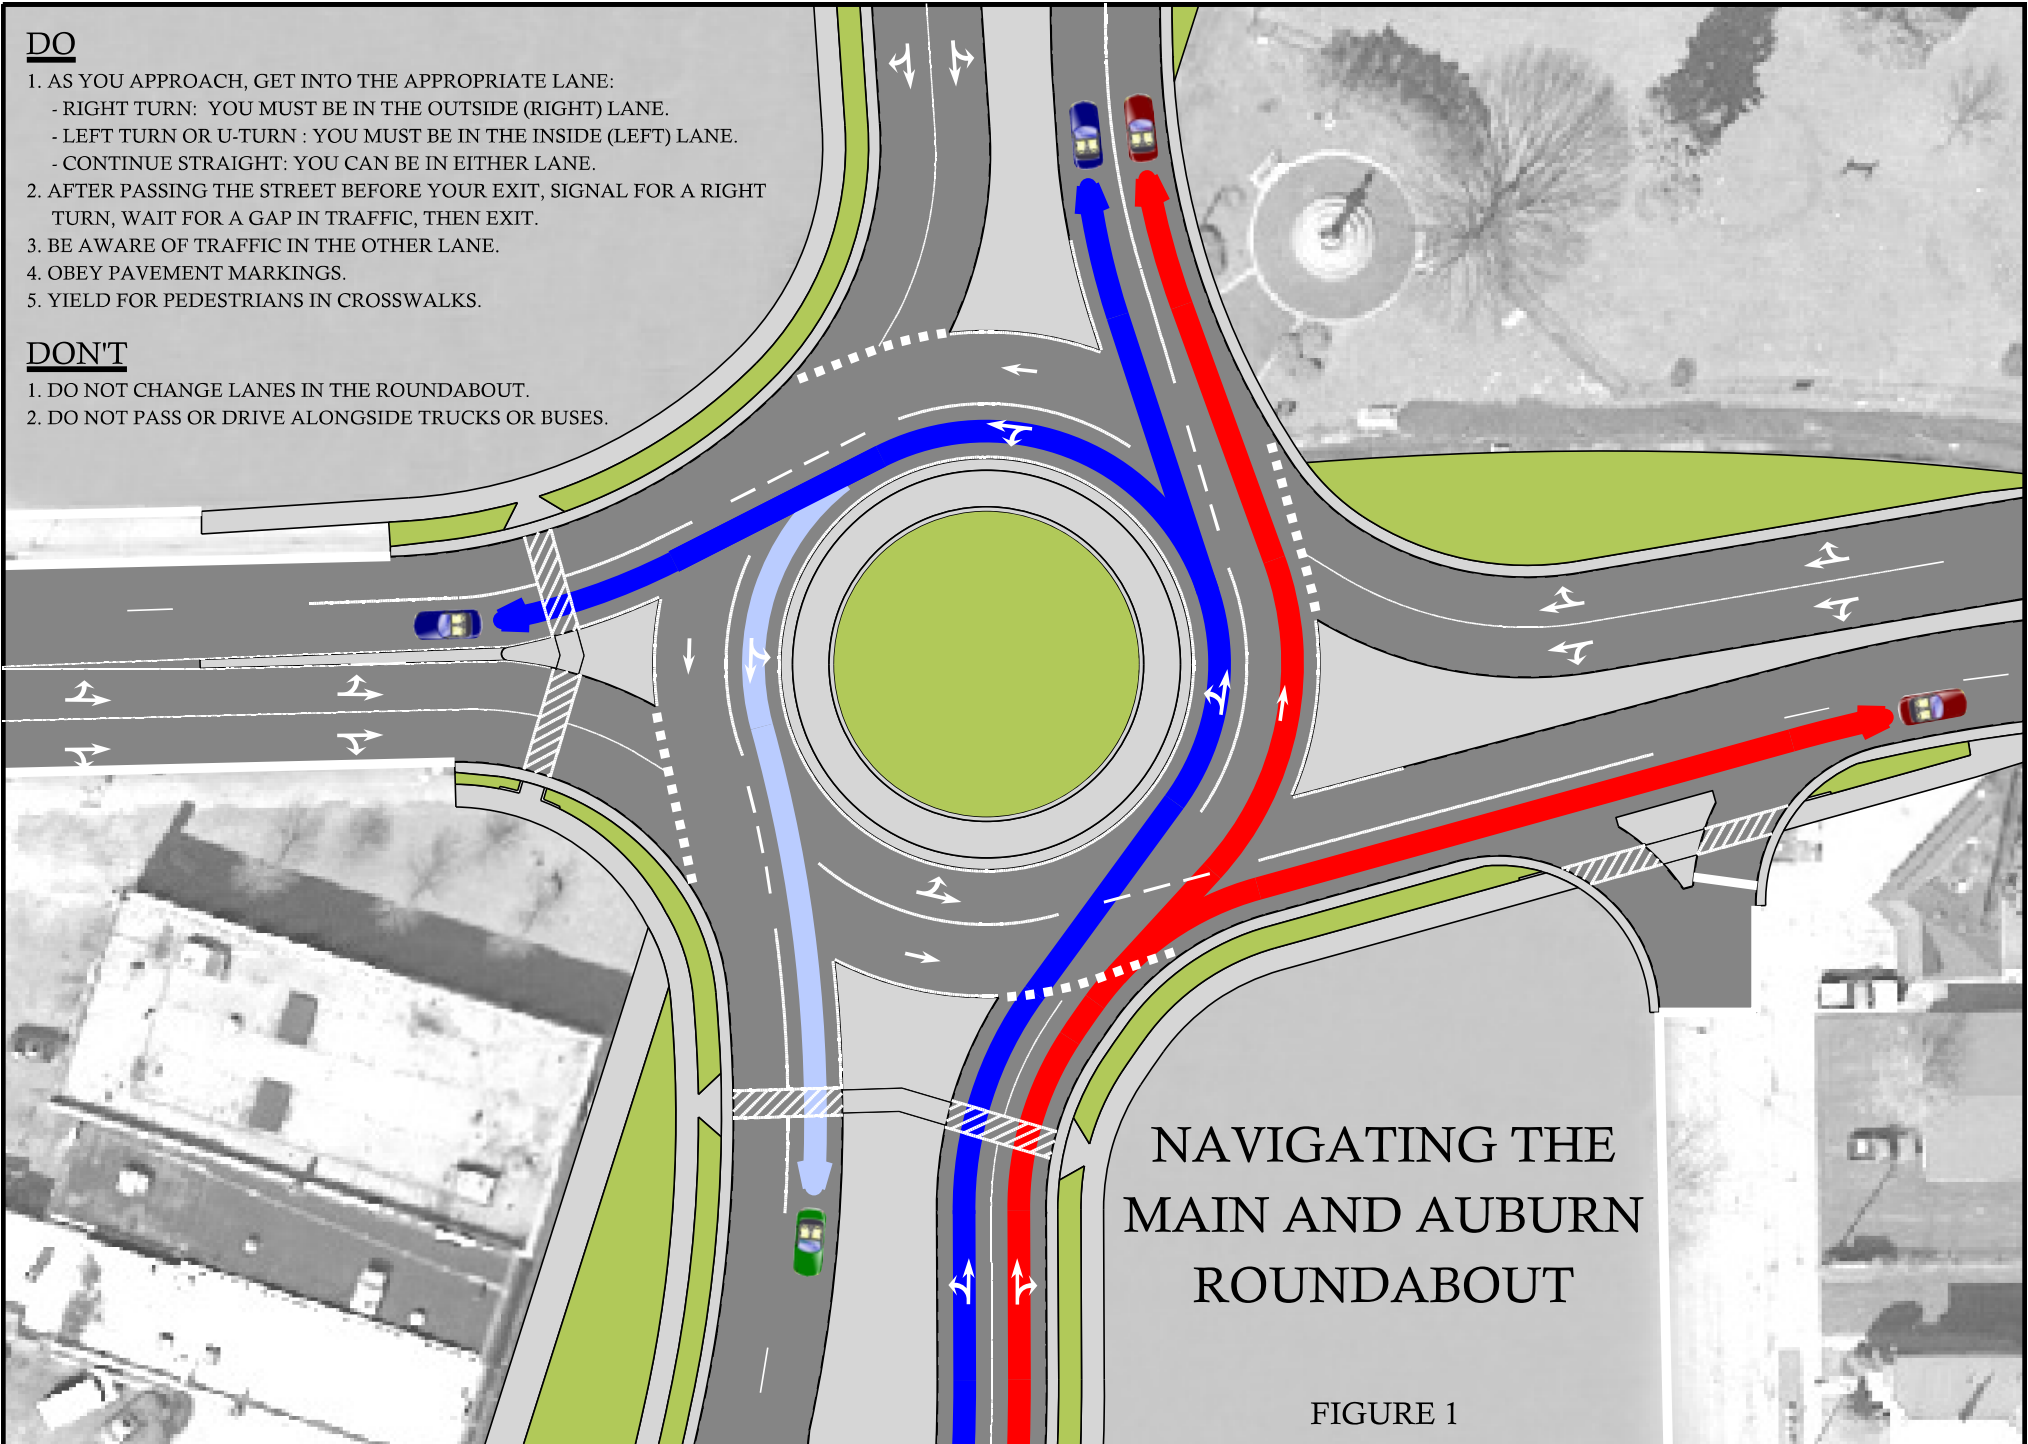 DO
1. AS YOU APPROACH, GET INTO THE APPROPRIATE LANE:
- RIGHT TURN:  YOU MUST BE IN THE OUTSIDE (RIGHT) LANE.
- LEFT TURN OR U-TURN : YOU MUST BE IN THE INSIDE (LEFT) LANE.
- CONTINUE STRAIGHT: YOU CAN BE IN EITHER LANE.
2. AFTER PASSING THE STREET BEFORE YOUR EXIT, SIGNAL FOR A RIGHT
TURN, WAIT FOR A GAP IN TRAFFIC, THEN EXIT.
3. BE AWARE OF TRAFFIC IN THE OTHER LANE.
4. OBEY PAVEMENT MARKINGS.
5. YIELD FOR PEDESTRIANS IN CROSSWALKS.
DON'T
1. DO NOT CHANGE LANES IN THE ROUNDABOUT.
2. DO NOT PASS OR DRIVE ALONGSIDE TRUCKS OR BUSES.
NAVIGATING THE
MAIN AND AUBURN
ROUNDABOUT
FIGURE 1